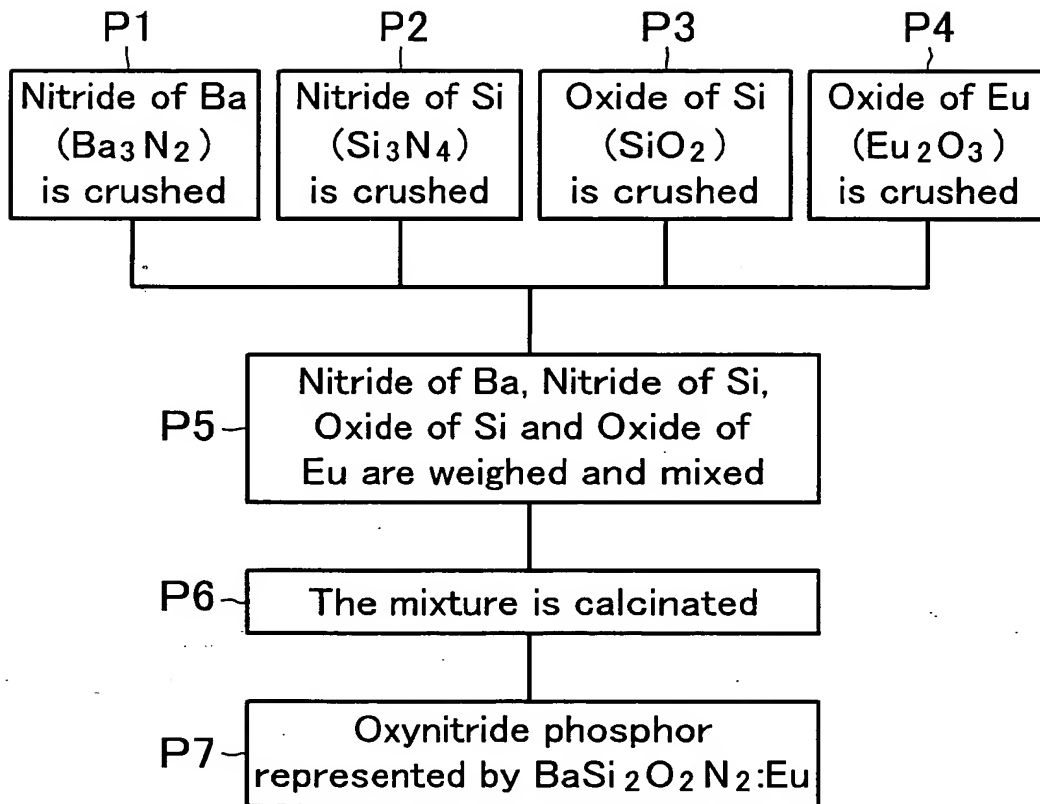 P1
P2
P3
P4
Nitride of Ba
(Ba₃N₂)
is crushed
Nitride of Si
(Si₃N₄)
is crushed
Oxide of Si
(SiO₂)
is crushed
Oxide of Eu
(Eu₂O₃)
is crushed
P5
Nitride of Ba, Nitride of Si,
Oxide of Si and Oxide of
Eu are weighed and mixed
P6
The mixture is calcinated
P7
Oxynitride phosphor
represented by BaSi₂O₂N₂:Eu